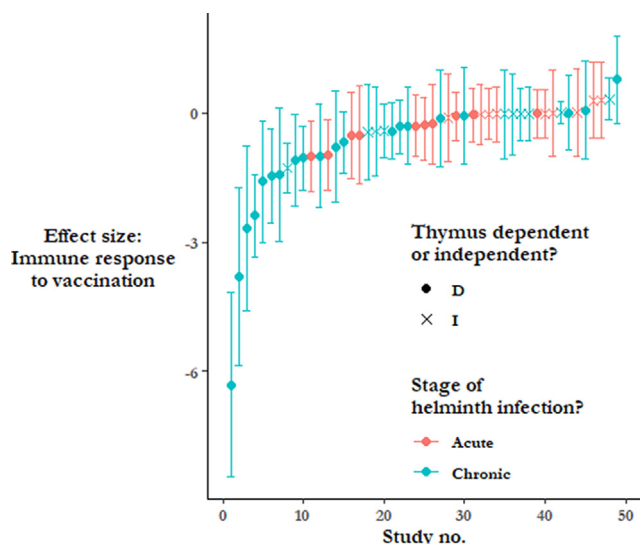 0
-3
-6
Effect size:
Immune response
to vaccination
Thymus dependent
or independent?
D
I
Stage of
helminth infection?
Acute
Chronic
0 10 20 30 40 50
Study no.